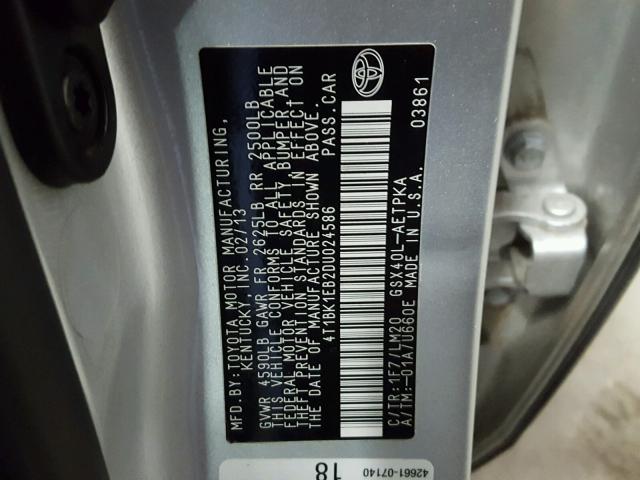 MFD.BY:TOYOTA MOTOR MANUFACTURING,
KENTUCKY, INC.02/13
GVWR 4590LB GAWR FR 2625LB RR 2500LB
THIS VEHICLE CONFORMS TO ALL APPLICABLE
FEDERAL MOTOR VEHICLE SAFETY, BUMPER AND
THEFT PREVENTION STANDARDS IN EFFECT ON
THE DATE OF MANUFACTURE SHOWN ABOVE.
4T1BK1EB2DU024586 PASS.CAR
C/TR:1F7/LM20 GSX40L-AETPKA 03861
A/TM:-01A/U660E MADE IN U.S.A.
18
42661-07140